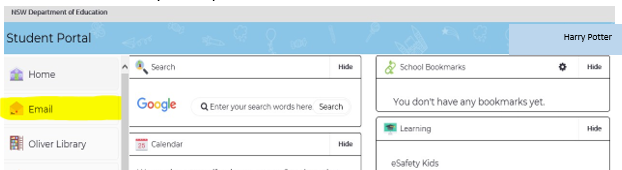 NSW Department of Education
Student Portal
Harry Potter
Home
Email
Oliver Library
Search Hide
Google Enter your search words here Search
25 Calendar Hide
School Bookmarks Hide
You don't have any bookmarks yet.
Learning Hide
eSafety Kids